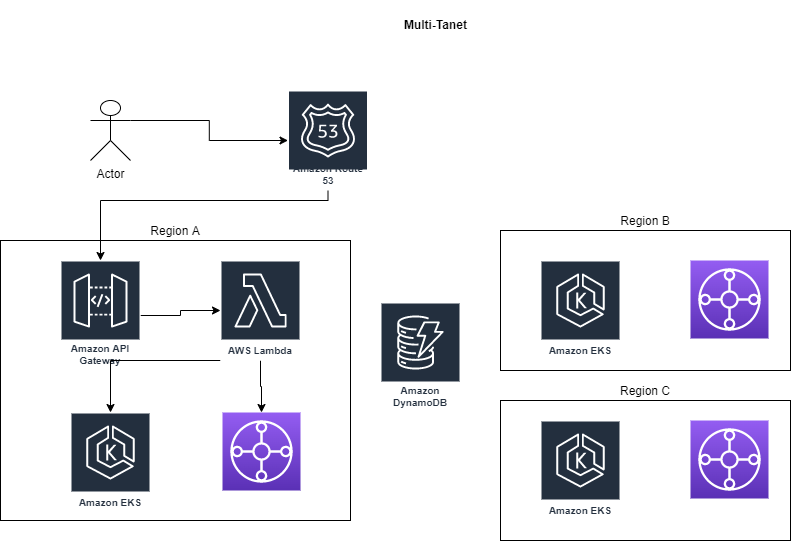 Multi-Tanet
53
Actor
Amazon Route
53
Region A
Region B
</>
K
Amazon API
Gateway
AWS Lambda
Amazon EKS
Amazon
DynamoDB
Region C
K
K
Amazon EKS
Amazon EKS